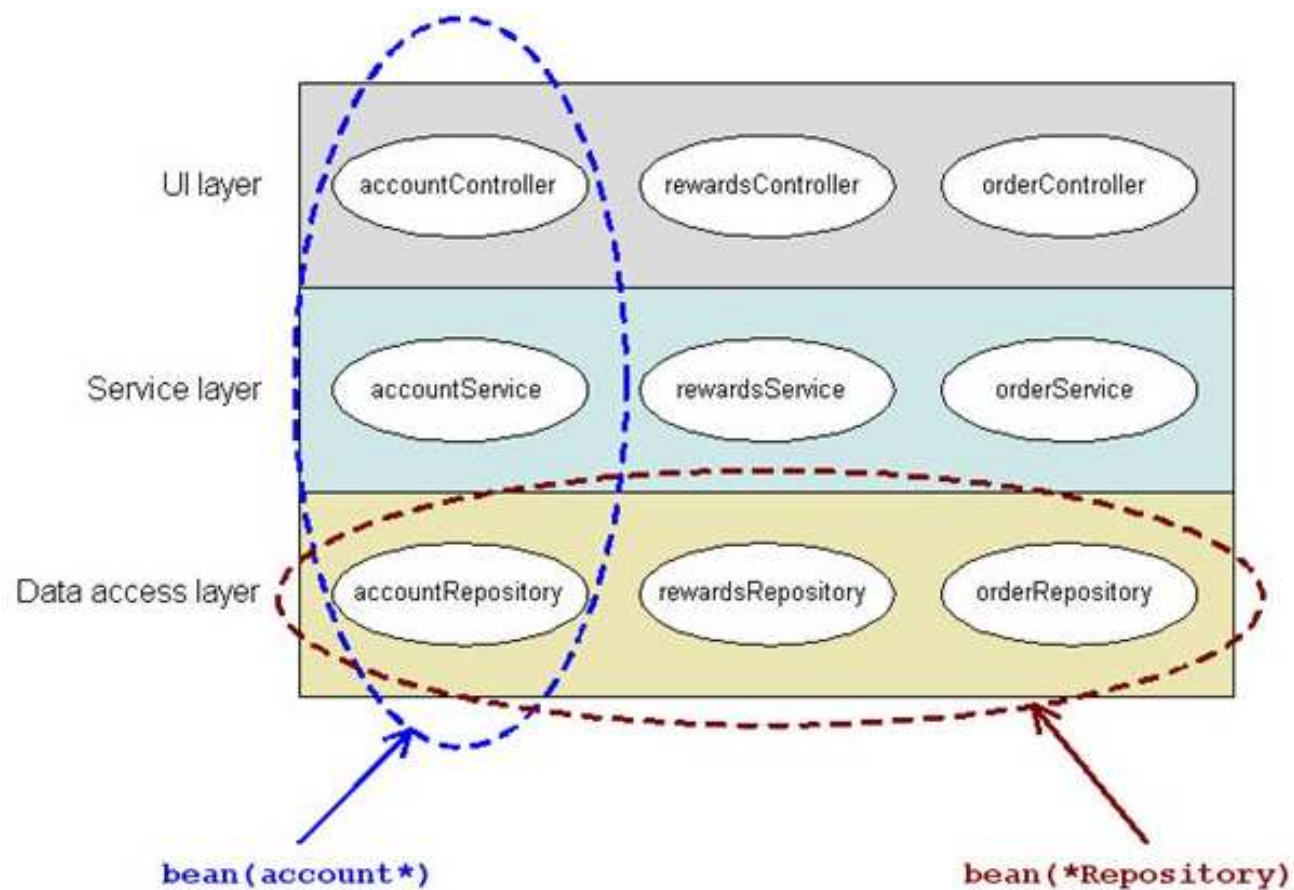 UI layer
accountController
rewardsController
orderController
Service layer
accountService
rewardsService
orderService
Data access layer
accountRepository
rewardsRepository
orderRepository
bean(account*)
bean(*Repository)